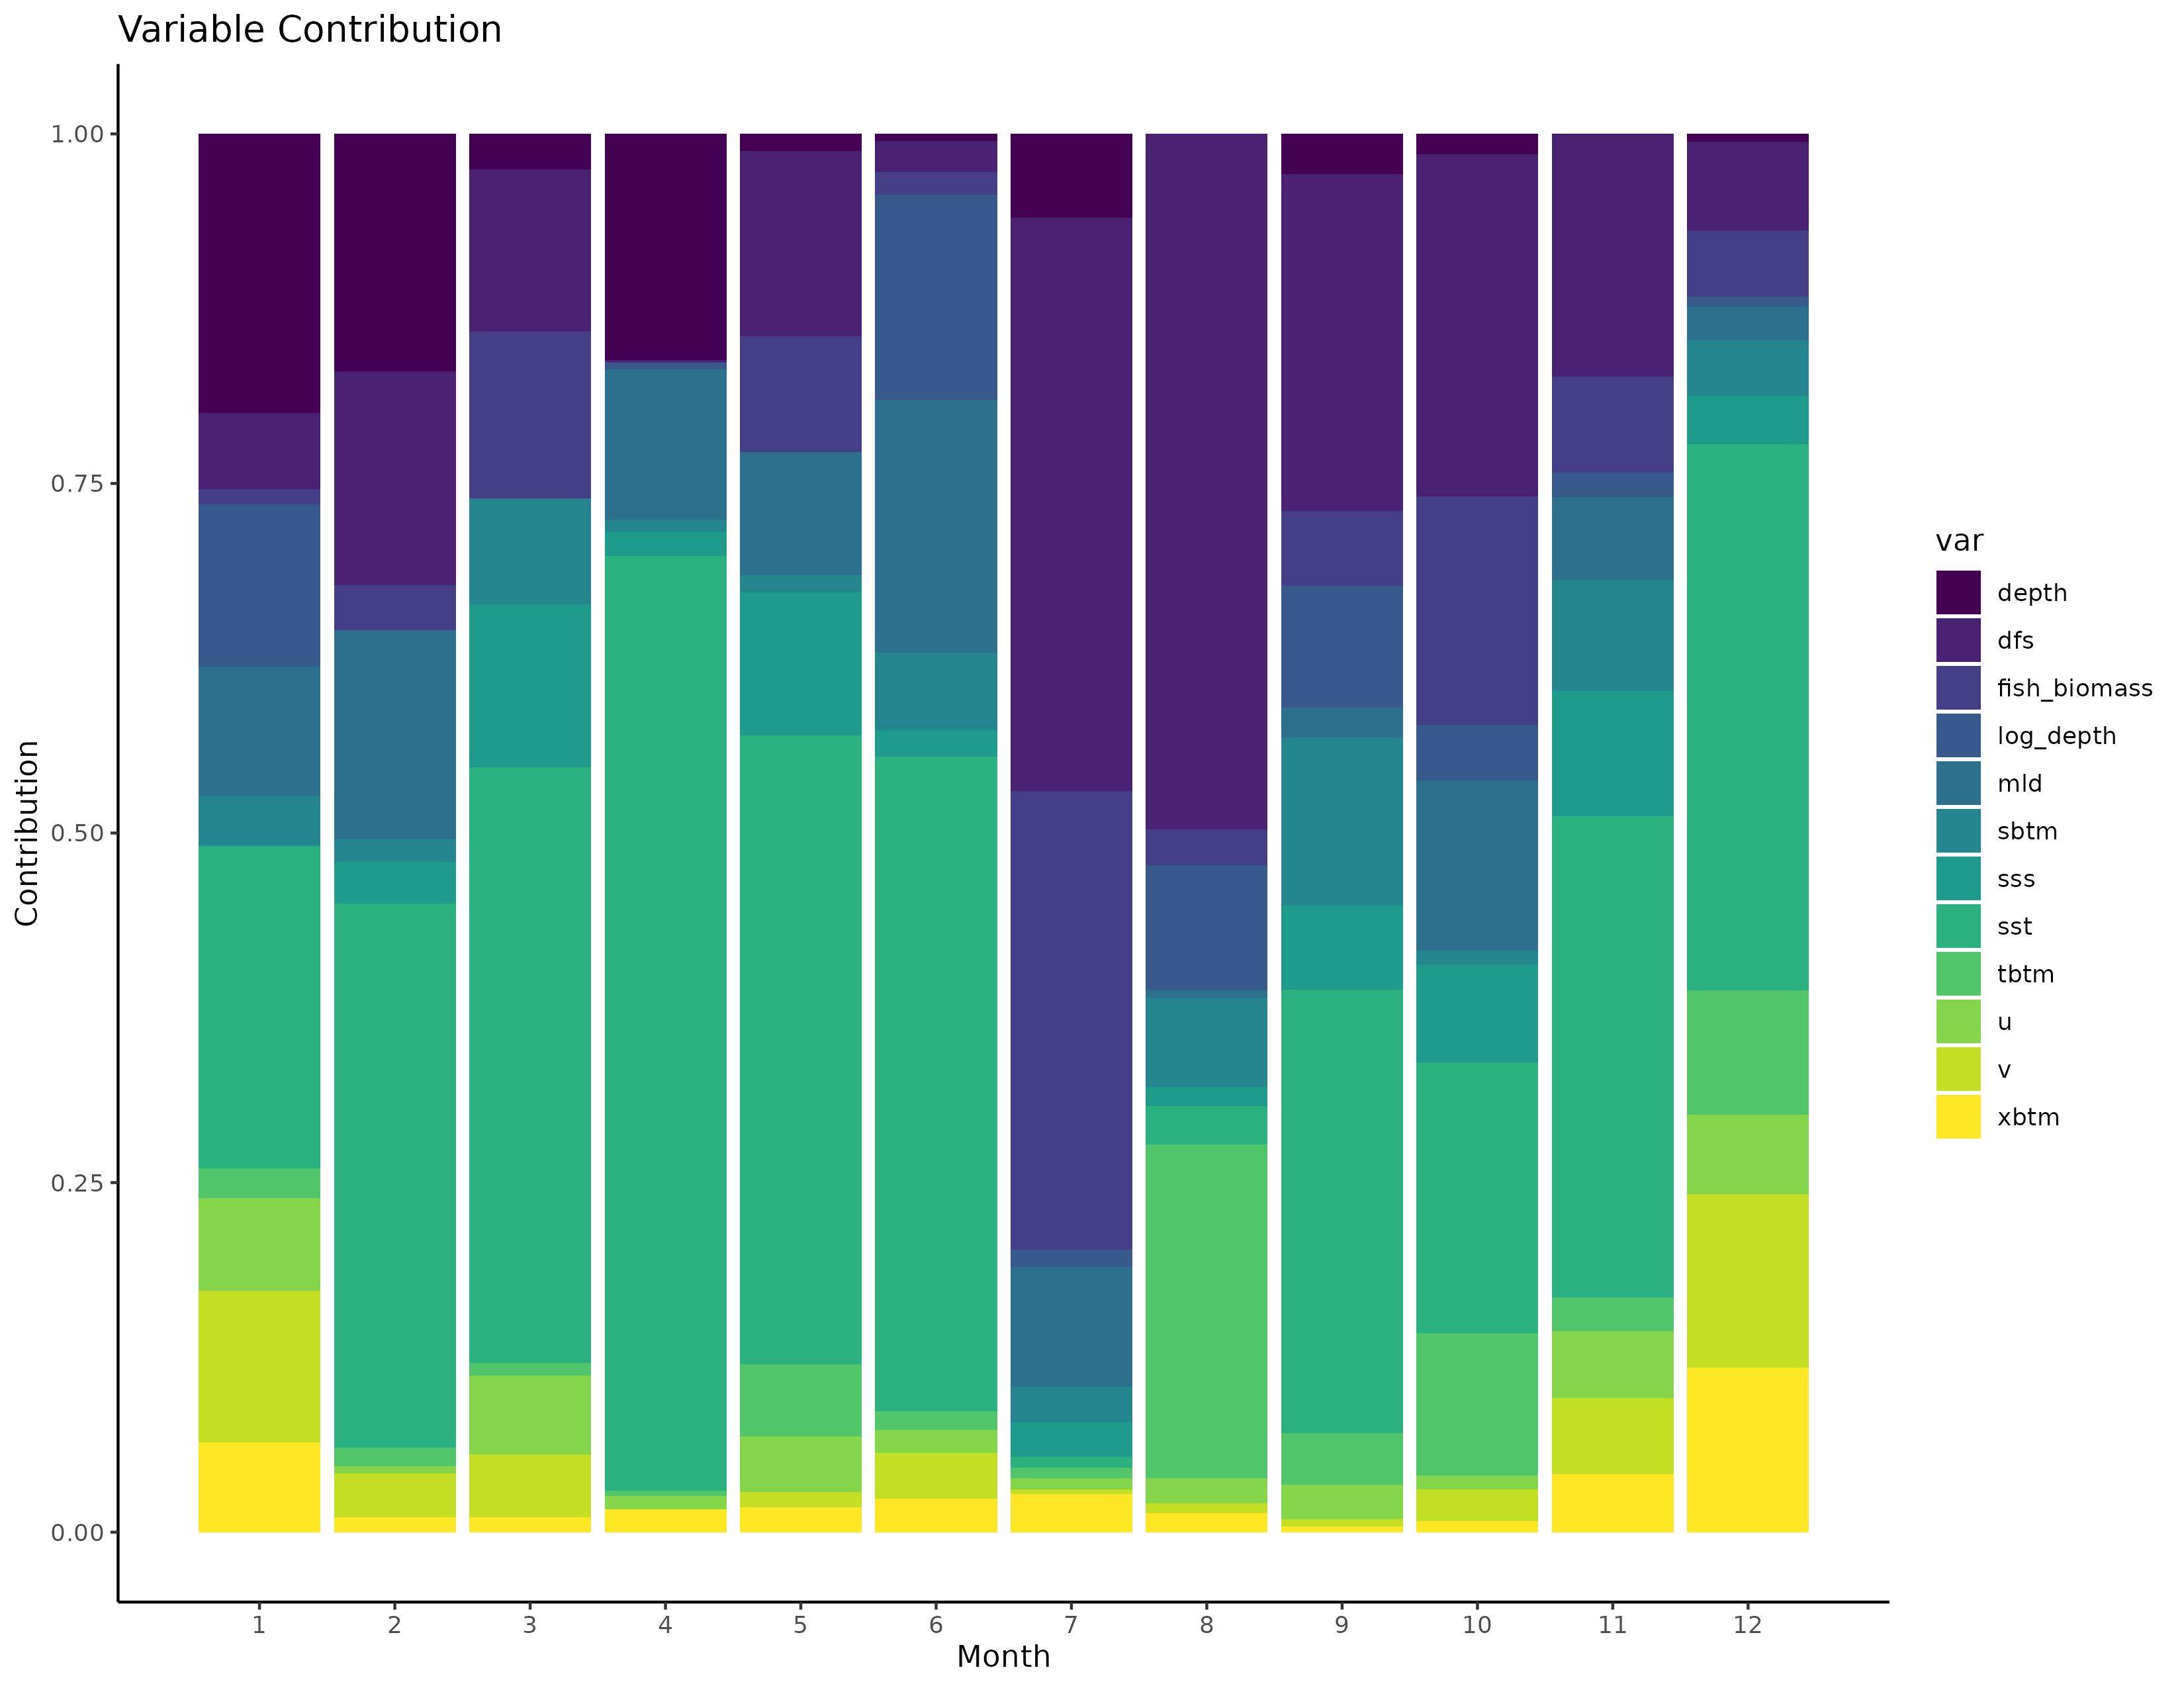 Variable Contribution
Contribution
1.00
0.75
0.50
0.25
0.00
1 2 3 4 5 6 7 8 9 10 11 12
Month
var
depth
dfs
fish_biomass
log_depth
mld
sbtm
sss
sst
tbtm
u
v
xbtm